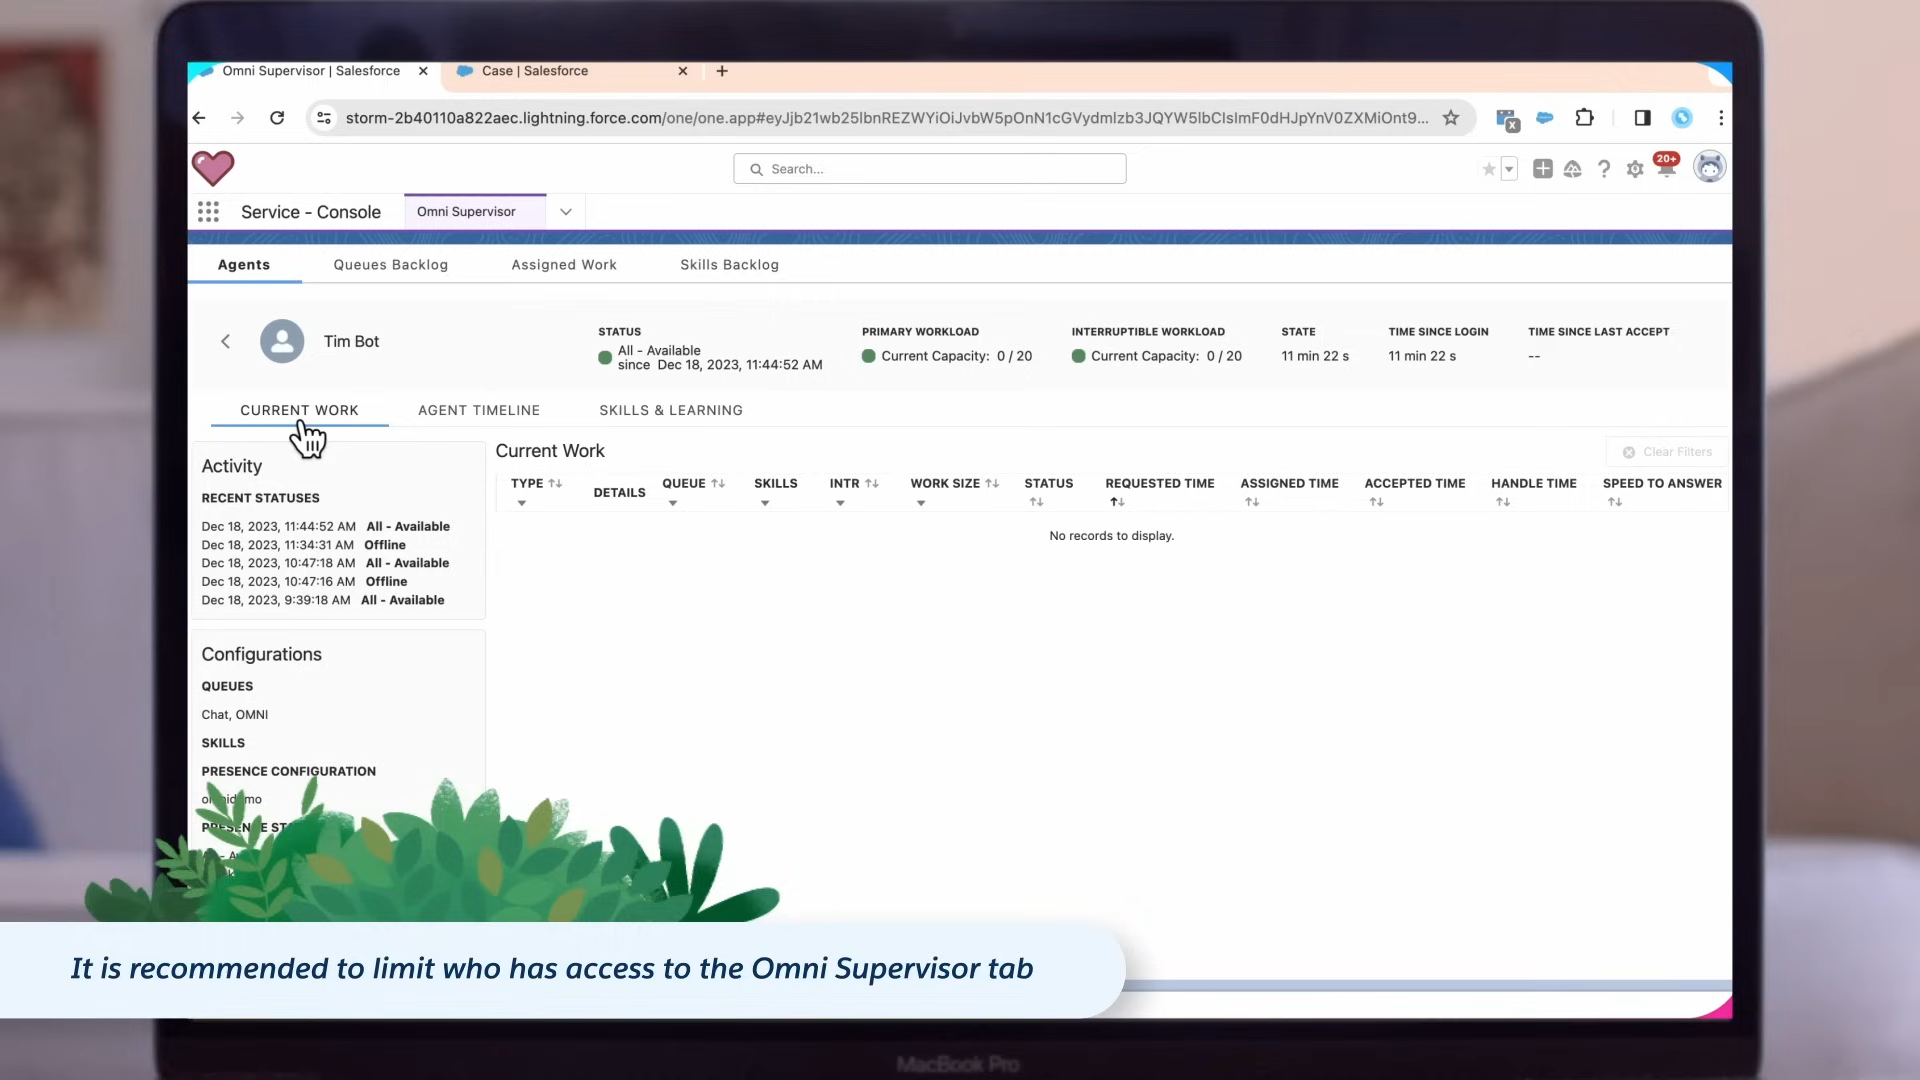 Omni Supervisor | Salesforce
Case | Salesforce
storm-2b40110a822aec.lightning.force.com/one/one.app#eyJjb21wb25lbnREZWYiOiJvbW5pOnN1cGVydmlzb3JQYW5lbCIsImF0dHJpYnV0ZXMiOnt9...
Search...
20+
Service - Console
Omni Supervisor
Agents
Queues Backlog
Assigned Work
Skills Backlog
Tim Bot
STATUS
All - Available
since Dec 18, 2023, 11:44:52 AM
PRIMARY WORKLOAD
Current Capacity: 0 / 20
INTERRUPTIBLE WORKLOAD
Current Capacity: 0 / 20
STATE
11 min 22 s
TIME SINCE LOGIN
11 min 22 s
TIME SINCE LAST ACCEPT
--
CURRENT WORK
AGENT TIMELINE
SKILLS & LEARNING
Activity
RECENT STATUSES
Dec 18, 2023, 11:44:52 AM All - Available
Dec 18, 2023, 11:34:31 AM Offline
Dec 18, 2023, 10:47:18 AM All - Available
Dec 18, 2023, 10:47:16 AM Offline
Dec 18, 2023, 9:39:18 AM All - Available
Configurations
QUEUES
Chat, OMNI
SKILLS
PRESENCE CONFIGURATION
Current Work
Clear Filters
TYPE
DETAILS
QUEUE
SKILLS
INTR
WORK SIZE
STATUS
REQUESTED TIME
ASSIGNED TIME
ACCEPTED TIME
HANDLE TIME
SPEED TO ANSWER
No records to display.
It is recommended to limit who has access to the Omni Supervisor tab
MacBook Pro